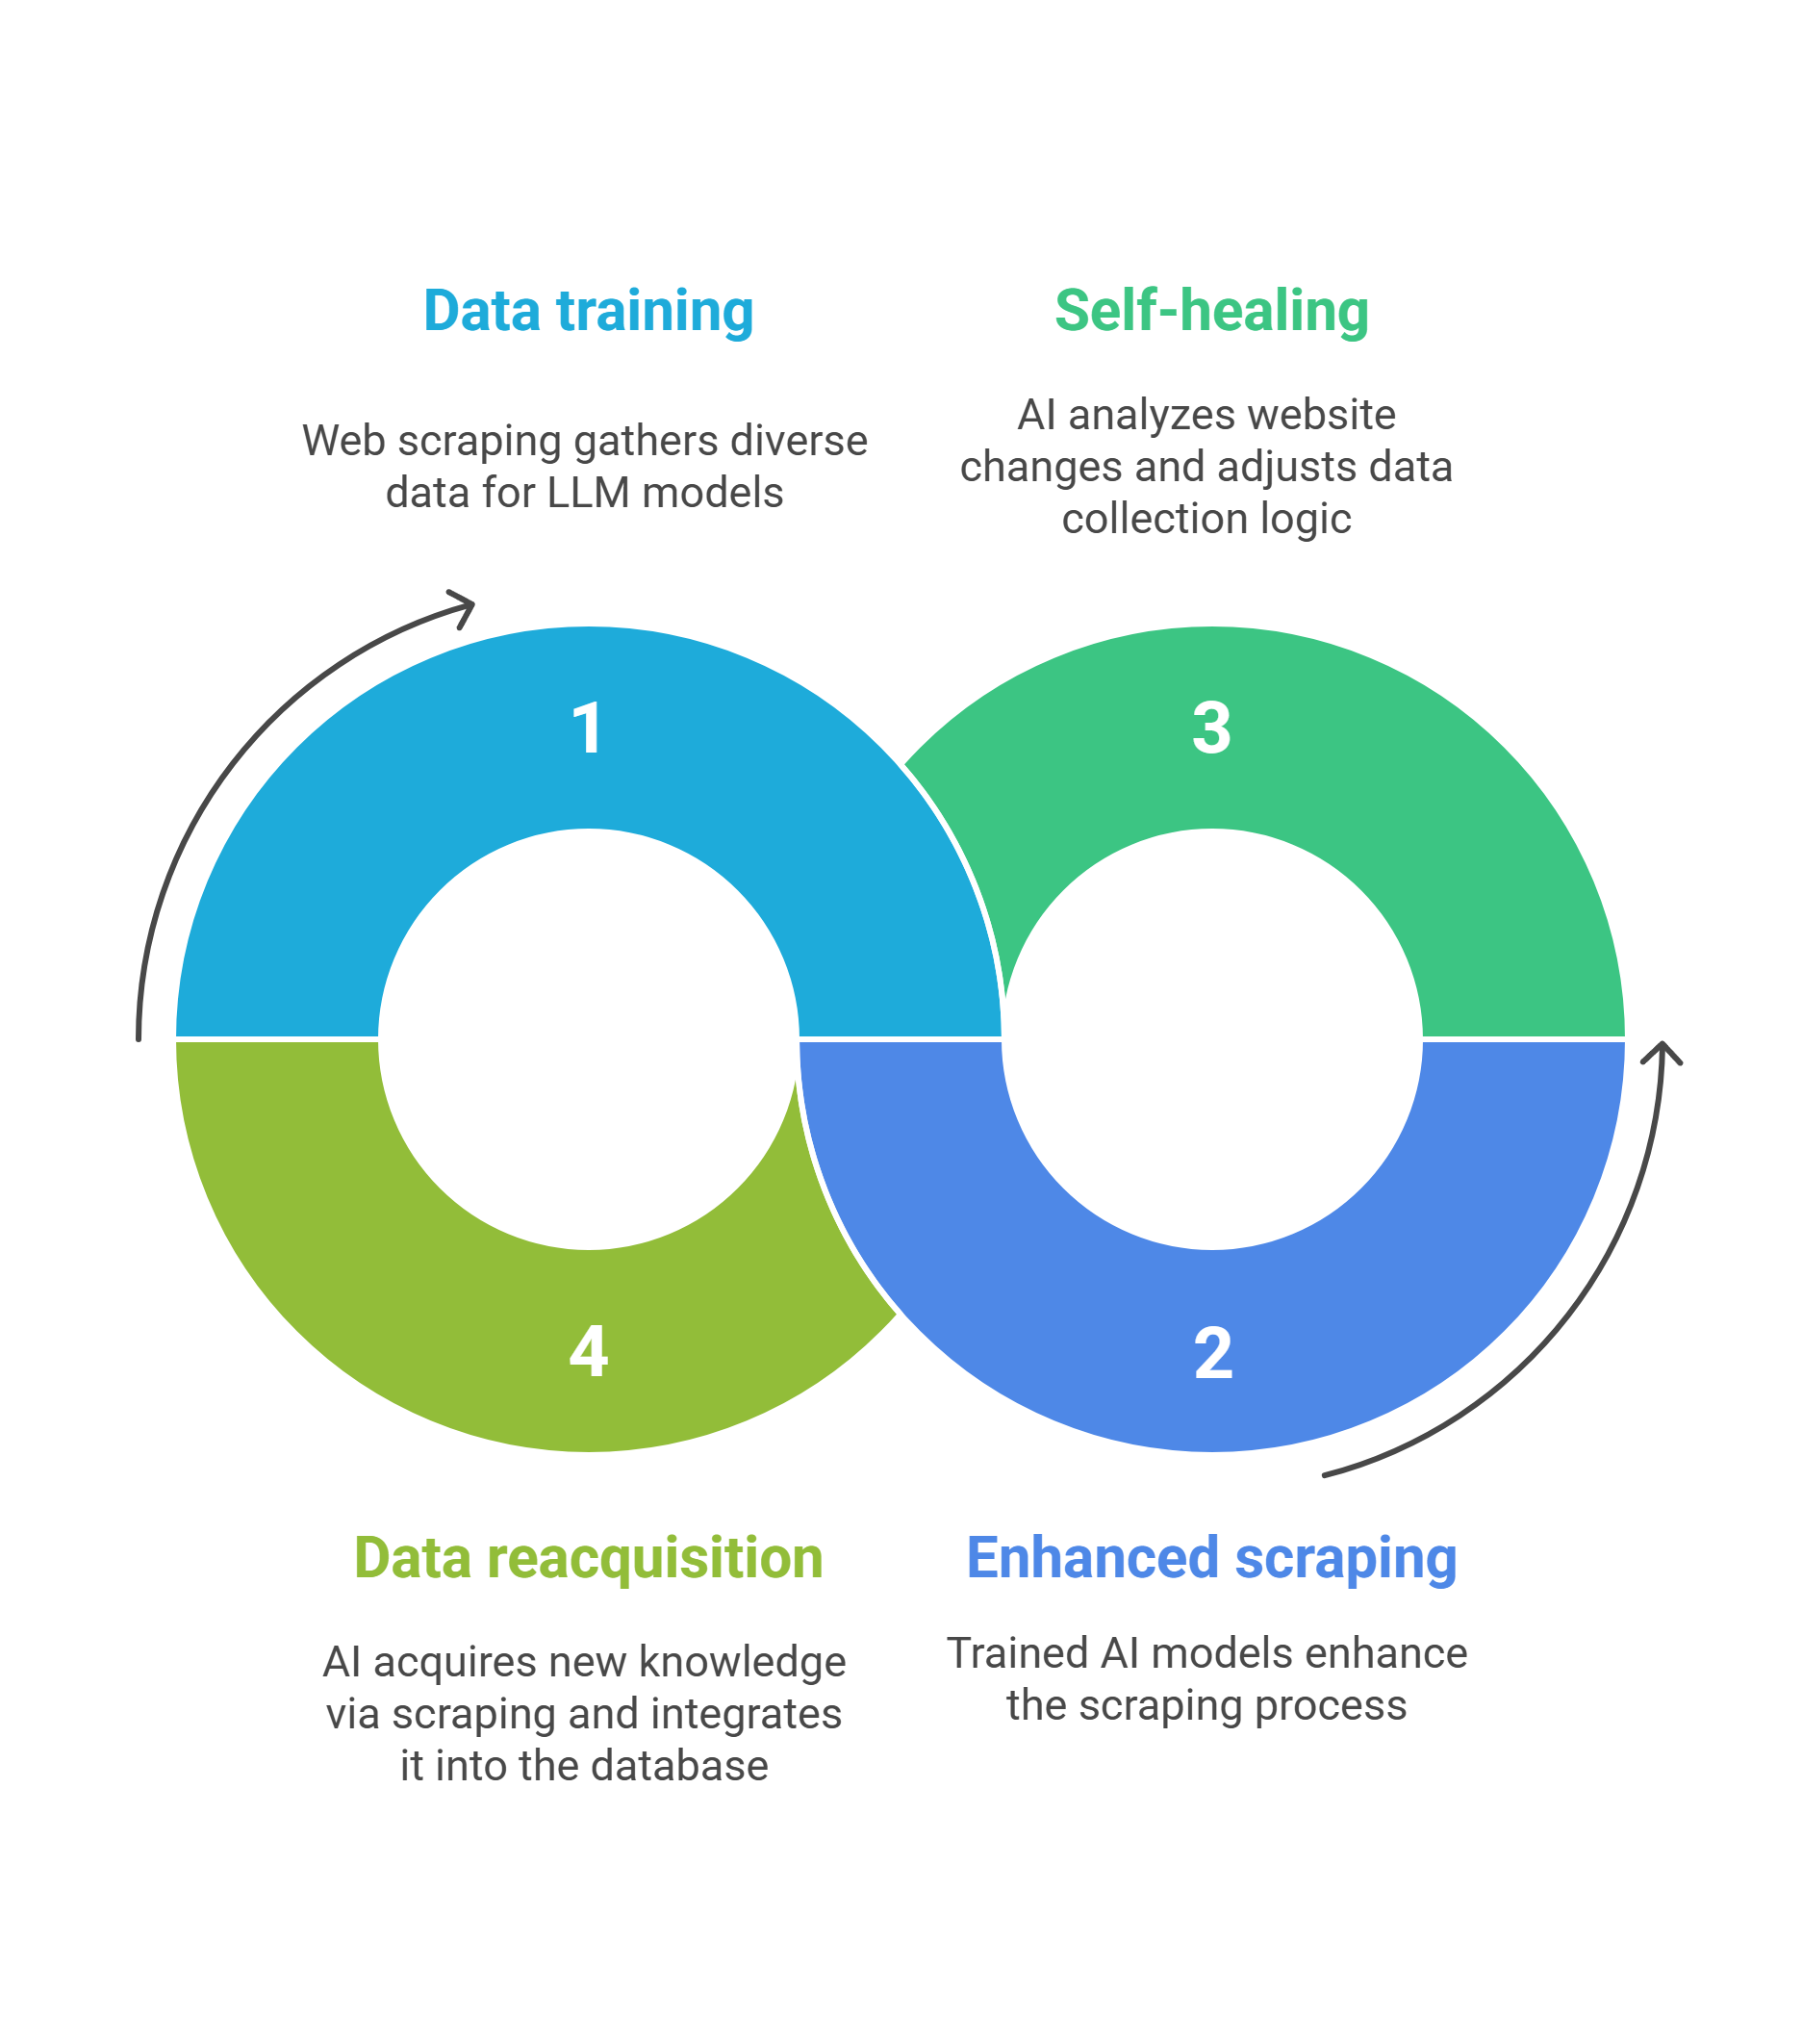 Data training
Web scraping gathers diverse
data for LLM models
Self-healing
AI analyzes website
changes and adjusts data
collection logic
1
3
4
2
Data reacquisition
AI acquires new knowledge
via scraping and integrates
it into the database
Enhanced scraping
Trained AI models enhance
the scraping process